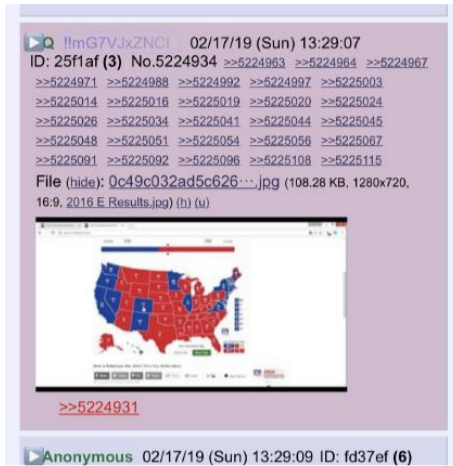 Q !!mG7VJxZNCI 02/17/19 (Sun) 13:29:07
ID: 25f1af (3) No.5224934 >>5224963 >>5224964 >>5224967
>>5224971 >>5224988 >>5224992 >>5224997 >>5225003
>>5225014 >>5225016 >>5225019 >>5225020 >>5225024
>>5225026 >>5225034 >>5225041 >>5225044 >>5225045
>>5225048 >>5225051 >>5225054 >>5225056 >>5225067
>>5225091 >>5225092 >>5225096 >>5225108 >>5225115
File (hide): 0c49c032ad5c626⋯.jpg (108.28 KB, 1280x720,
16:9, 2016 E Results.jpg) (h) (u)
>>5224931
Anonymous 02/17/19 (Sun) 13:29:09 ID: fd37ef (6)